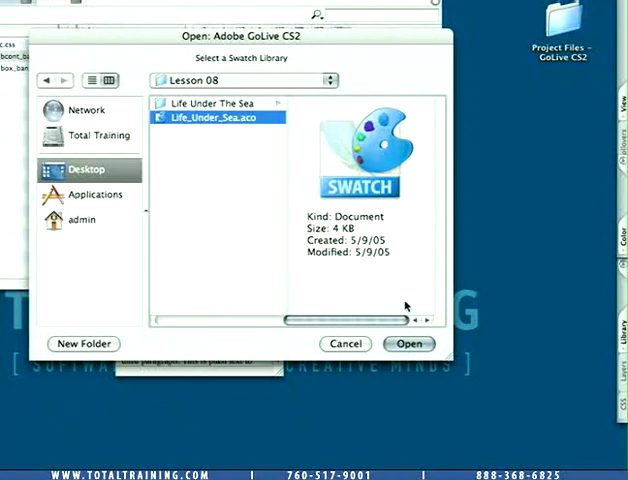 Open: Adobe GoLive CS2
c.css
Select a Swatch Library
Project Files –
GoLive CS2
Lesson 08
Network
Total Training
Desktop
Applications
admin
Life Under The Sea
Life_Under_Sea.aco
SWATCH
Kind: Document
Size: 4 KB
Created: 5/9/05
Modified: 5/9/05
New Folder
Cancel
Open
View
Color
Library
Layers
CSS
T
G
CREATIVE MINDS ]
WWW.TOTALTRAINING.COM | 760-517-9001 | 888-368-6825